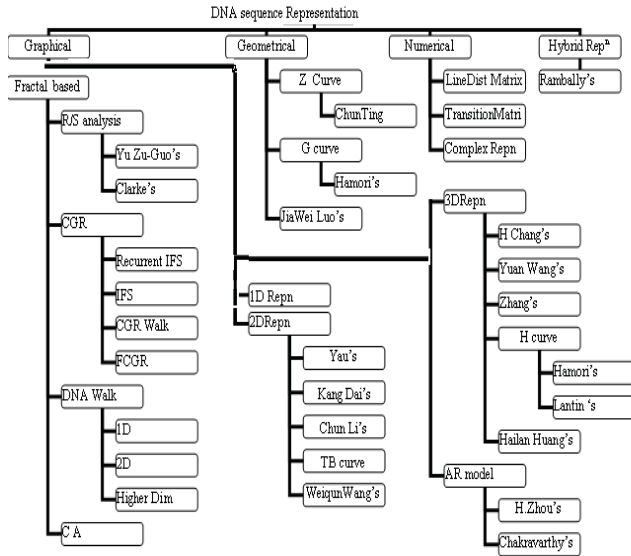 DNA sequence Representation
Graphical
Geometrical
Numerical
Hybrid Repⁿ
Fractal based
R/S analysis
Yu Zu-Guo's
Clarke's
CGR
Recurrent IFS
IFS
CGR Walk
FCGR
DNA Walk
1D
2D
Higher Dim
C A
Z Curve
ChunTing
G curve
Hamori's
JiaWei Luo's
1D Repn
2DRepn
Yau's
Kang Dai's
Chun Li's
TB curve
WeiqunWang's
LineDist Matrix
TransitionMatri
Complex Repn
3DRepn
H Chang's
Yuan Wang's
Zhang's
H curve
Hamori's
Lantin 's
Hailan Huang's
AR model
H.Zhou's
Chakravarthy's
Rambally's